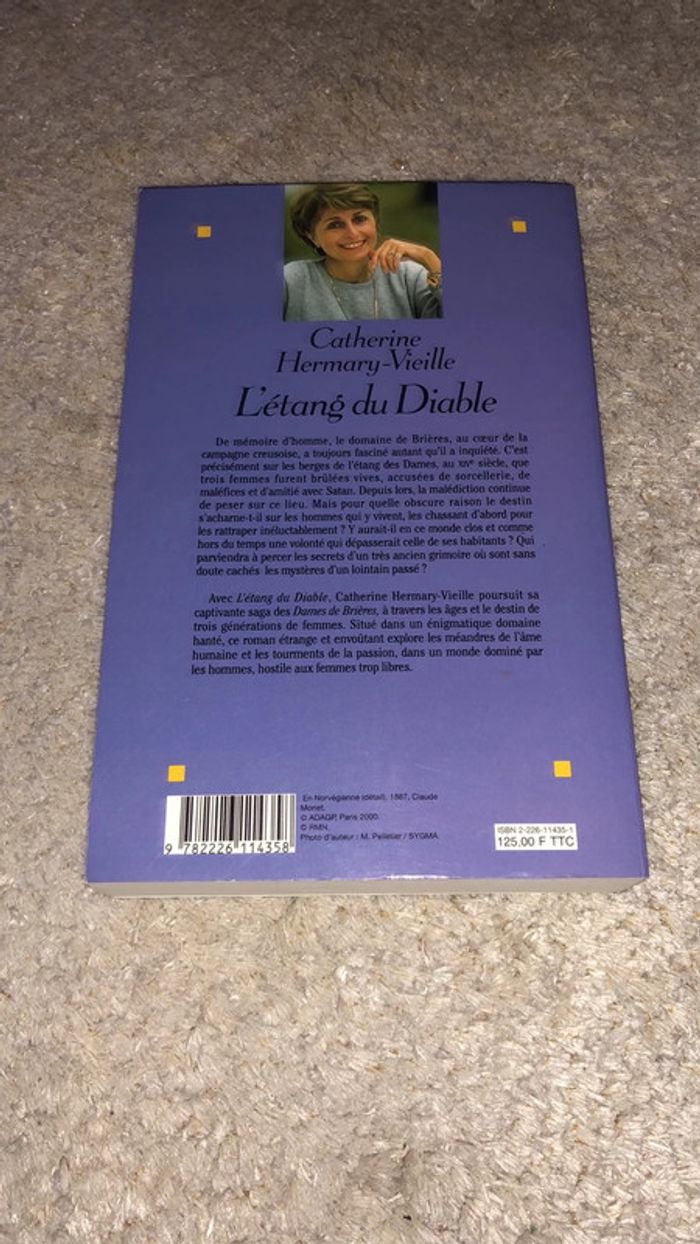 Catherine
Hermary-Vieille
L'étang du Diable
De mémoire d'homme, le domaine de Brières, au cœur de la
campagne creusoise, a toujours fasciné autant qu'il a inquiété. C'est
précisément sur les berges de l'étang des Dames, au XIVe siècle, que
trois femmes furent brûlées vives, accusées de sorcellerie, de
maléfices et d'amitié avec Satan. Depuis lors, la malédiction continue
de peser sur ce lieu. Mais pour quelle obscure raison le destin
s'acharne-t-il sur les hommes qui y vivent, les chassant d'abord pour
les rattraper inéluctablement ? Y aurait-il en ce monde clos et comme
hors du temps une volonté qui dépasserait celle de ses habitants ? Qui
parviendra à percer les secrets d'un très ancien grimoire où sont sans
doute cachés les mystères d'un lointain passé ?
Avec L'étang du Diable, Catherine Hermary-Vieille poursuit sa
captivante saga des Dames de Brières, à travers les âges et le destin de
trois générations de femmes. Situé dans un énigmatique domaine
hanté, ce roman étrange et envoûtant explore les méandres de l'âme
humaine et les tourments de la passion, dans un monde dominé par
les hommes, hostile aux femmes trop libres.
En Norvégienne (détail), 1887, Claude
Monet.
© ADAGP, Paris 2000.
© RMN.
Photo d'auteur : M. Pelletier / SYGMA.
9 782226 114358
ISBN 2-226-11435-1
125,00 F TTC